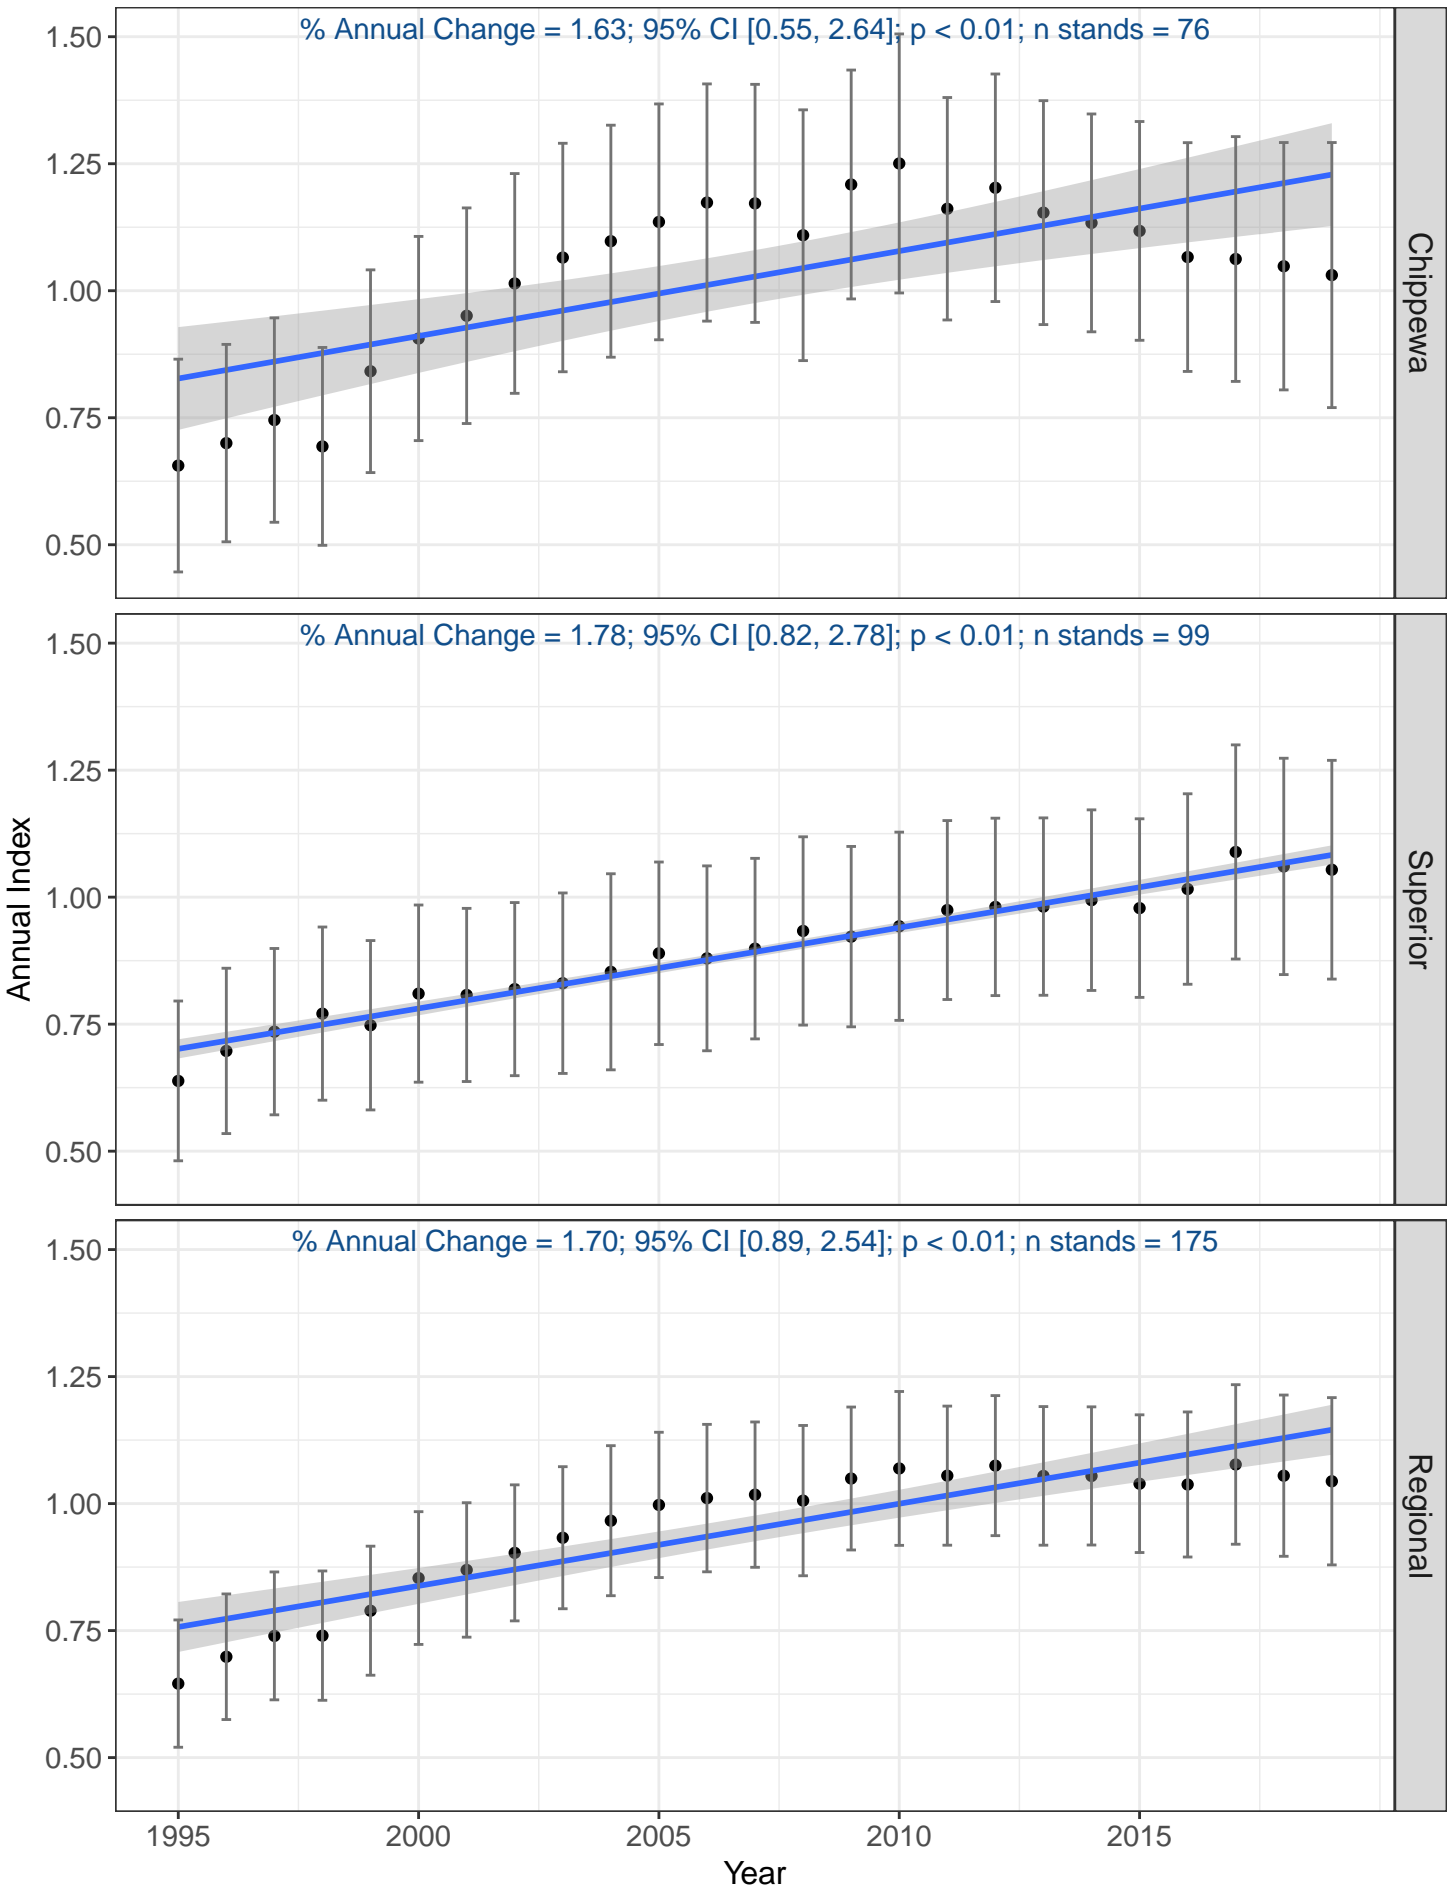 % Annual Change = 1.63; 95% CI [0.55, 2.64]; p < 0.01; n stands = 76
1.50
1.25
1.00
0.75
0.50
Chippewa
% Annual Change = 1.78; 95% CI [0.82, 2.78]; p < 0.01; n stands = 99
1.50
1.25
1.00
0.75
0.50
Superior
Annual Index
% Annual Change = 1.70; 95% CI [0.89, 2.54]; p < 0.01; n stands = 175
1.50
1.25
1.00
0.75
0.50
Regional
1995 2000 2005 2010 2015
Year